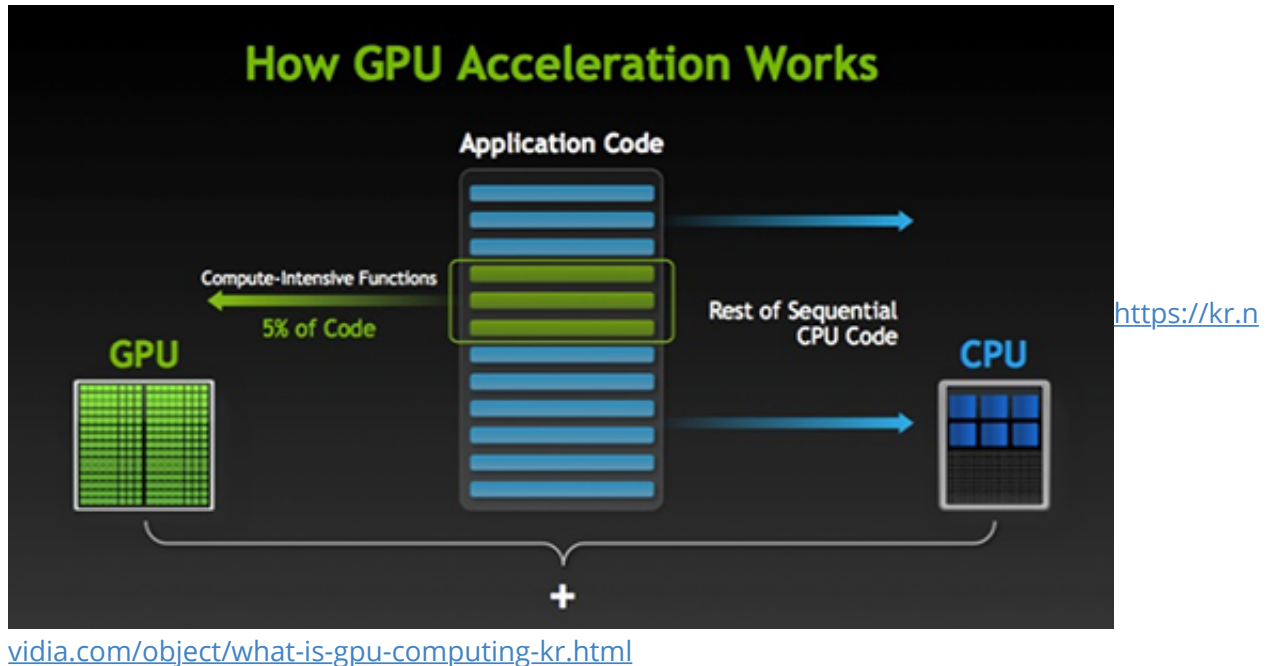 How GPU Acceleration Works
Application Code
Compute-Intensive Functions
5% of Code
Rest of Sequential
CPU Code
GPU
CPU
+
https://kr.n
vidia.com/object/what-is-gpu-computing-kr.html